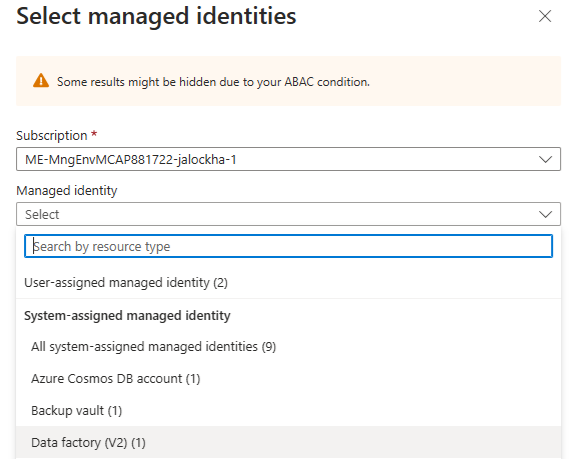 Select managed identities
Some results might be hidden due to your ABAC condition.
Subscription *
ME-MngEnvMCAP881722-jalockha-1
Managed identity
Select
Search by resource type
User-assigned managed identity (2)
System-assigned managed identity
All system-assigned managed identities (9)
Azure Cosmos DB account (1)
Backup vault (1)
Data factory (V2) (1)